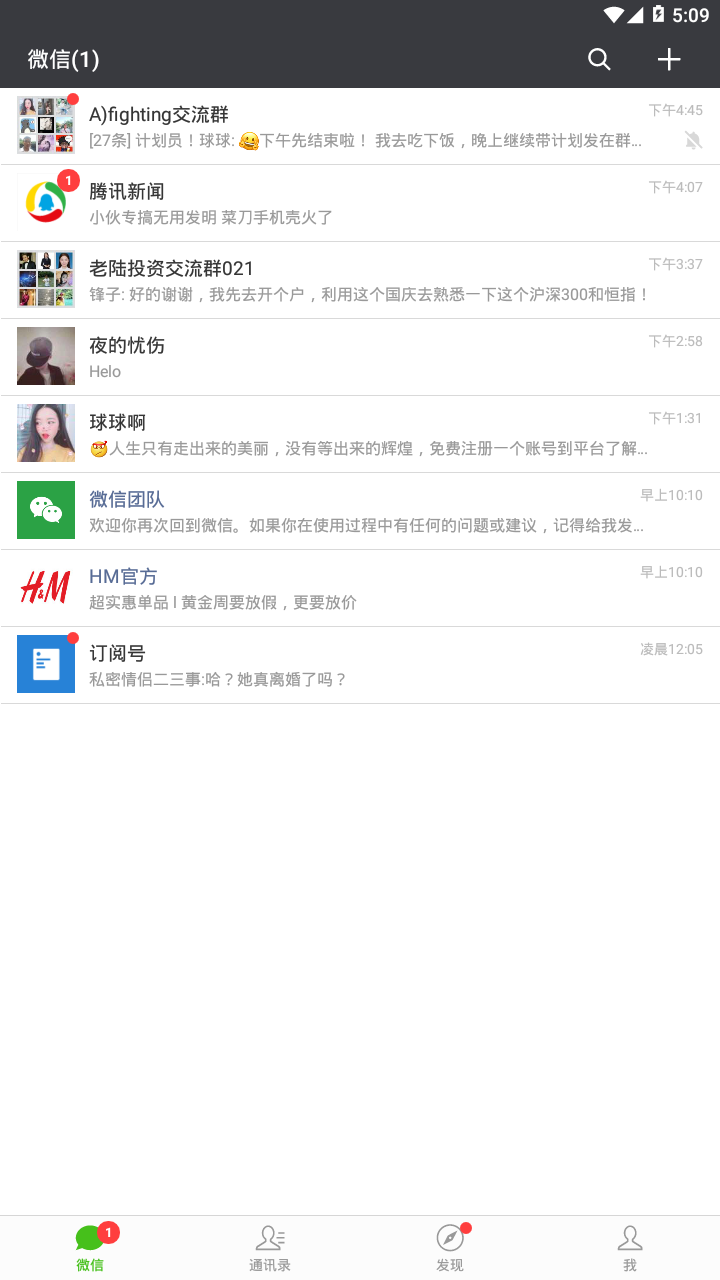 5:09
微信(1)
A)fighting交流群
下午4:45
[27条] 计划员！球球: 下午先结束啦！ 我去吃下饭，晚上继续带计划发在群...
1
腾讯新闻
下午4:07
小伙专搞无用发明 菜刀手机壳火了
老陆投资交流群021
下午3:37
锋子: 好的谢谢，我先去开个户，利用这个国庆去熟悉一下这个沪深300和恒指！
夜的忧伤
下午2:58
Helo
球球啊
下午1:31
人生只有走出来的美丽，没有等出来的辉煌，免费注册一个账号到平台了解...
微信团队
早上10:10
欢迎你再次回到微信。如果你在使用过程中有任何的问题或建议，记得给我发...
H&M
HM官方
早上10:10
超实惠单品 l 黄金周要放假，更要放价
订阅号
凌晨12:05
私密情侣二三事:哈？她真离婚了吗？
1
微信
通讯录
发现
我